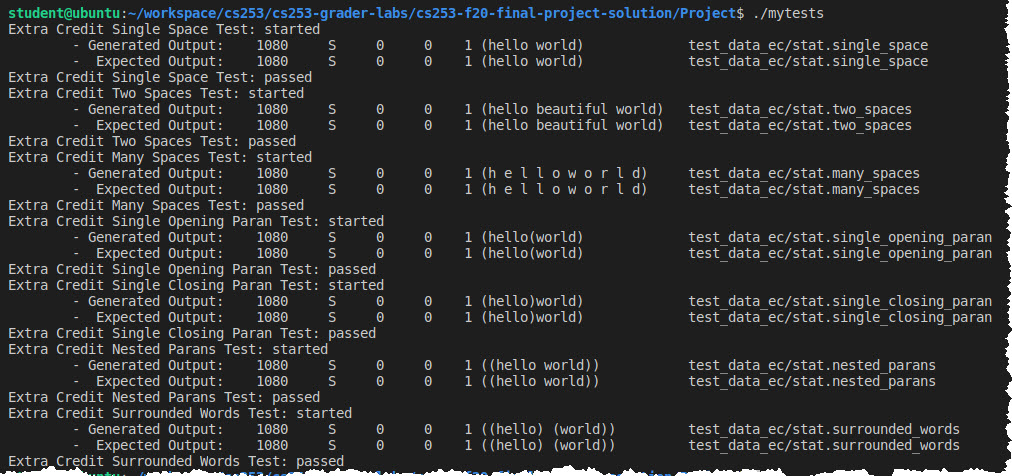 student@ubuntu:~/workspace/cs253/cs253-grader-labs/cs253-f20-final-project-solution/Project$ ./mytests
Extra Credit Single Space Test: started
- Generated Output: 1080 S 0 0 1 (hello world) test_data_ec/stat.single_space
- Expected Output: 1080 S 0 0 1 (hello world) test_data_ec/stat.single_space
Extra Credit Single Space Test: passed
Extra Credit Two Spaces Test: started
- Generated Output: 1080 S 0 0 1 (hello beautiful world) test_data_ec/stat.two_spaces
- Expected Output: 1080 S 0 0 1 (hello beautiful world) test_data_ec/stat.two_spaces
Extra Credit Two Spaces Test: passed
Extra Credit Many Spaces Test: started
- Generated Output: 1080 S 0 0 1 (h e l l o w o r l d) test_data_ec/stat.many_spaces
- Expected Output: 1080 S 0 0 1 (h e l l o w o r l d) test_data_ec/stat.many_spaces
Extra Credit Many Spaces Test: passed
Extra Credit Single Opening Paran Test: started
- Generated Output: 1080 S 0 0 1 (hello(world) test_data_ec/stat.single_opening_paran
- Expected Output: 1080 S 0 0 1 (hello(world) test_data_ec/stat.single_opening_paran
Extra Credit Single Opening Paran Test: passed
Extra Credit Single Closing Paran Test: started
- Generated Output: 1080 S 0 0 1 (hello)world) test_data_ec/stat.single_closing_paran
- Expected Output: 1080 S 0 0 1 (hello)world) test_data_ec/stat.single_closing_paran
Extra Credit Single Closing Paran Test: passed
Extra Credit Nested Parans Test: started
- Generated Output: 1080 S 0 0 1 ((hello world)) test_data_ec/stat.nested_parans
- Expected Output: 1080 S 0 0 1 ((hello world)) test_data_ec/stat.nested_parans
Extra Credit Nested Parans Test: passed
Extra Credit Surrounded Words Test: started
- Generated Output: 1080 S 0 0 1 ((hello) (world)) test_data_ec/stat.surrounded_words
- Expected Output: 1080 S 0 0 1 ((hello) (world)) test_data_ec/stat.surrounded_words
Extra Credit Surrounded Words Test: passed